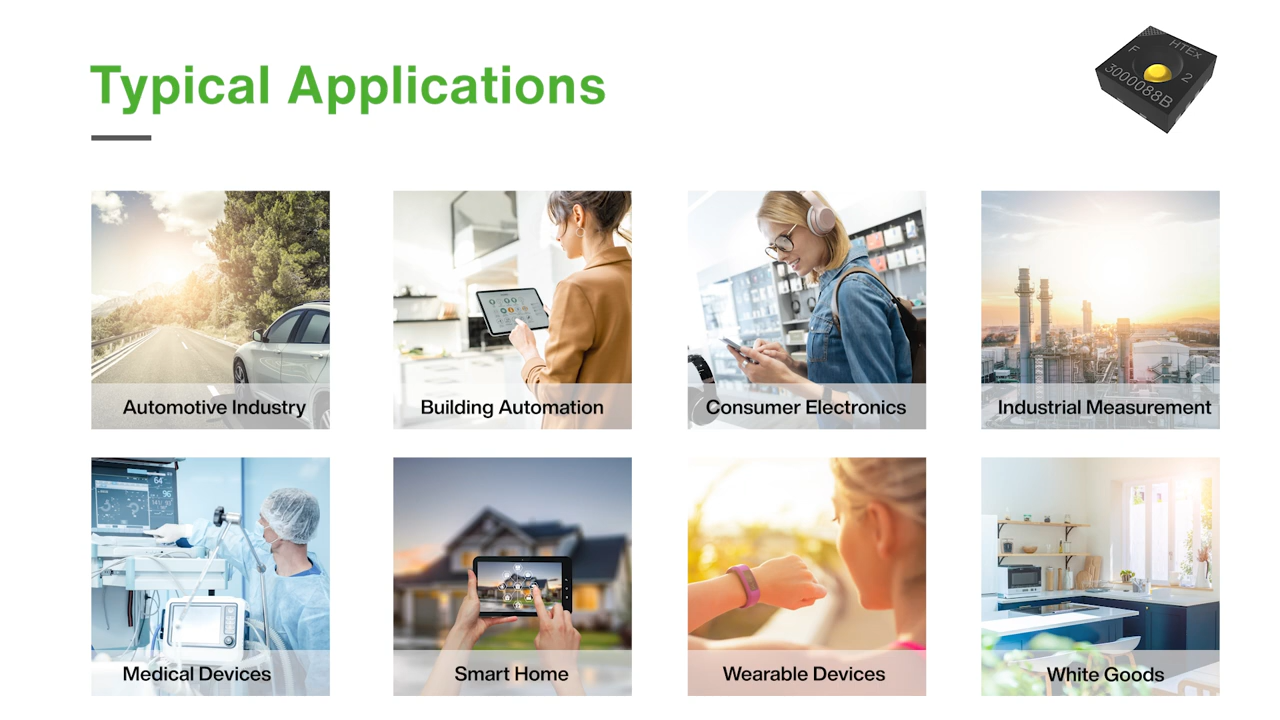 Typical Applications
HTEx
F
2
3000088B
Automotive Industry
Building Automation
Consumer Electronics
Industrial Measurement
64
96
Medical Devices
Smart Home
Wearable Devices
White Goods